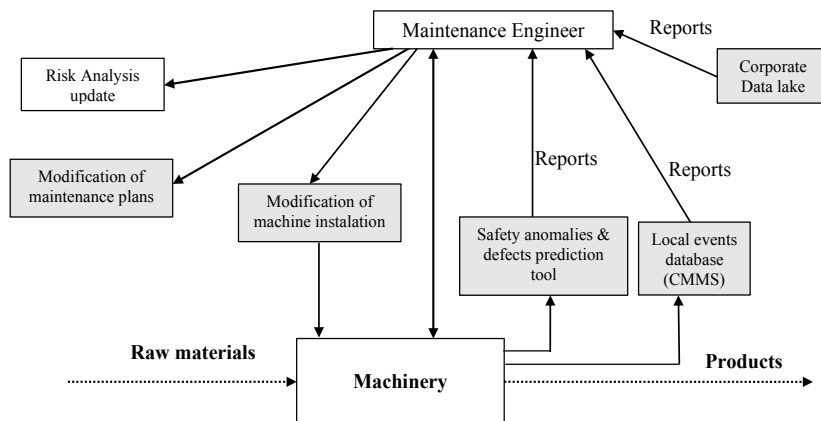 Maintenance Engineer
Reports
Risk Analysis
update
Corporate
Data lake
Modification of
maintenance plans
Modification of
machine instalation
Reports
Reports
Safety anomalies &
defects prediction
tool
Local events
database
(CMMS)
Raw materials
Machinery
Products